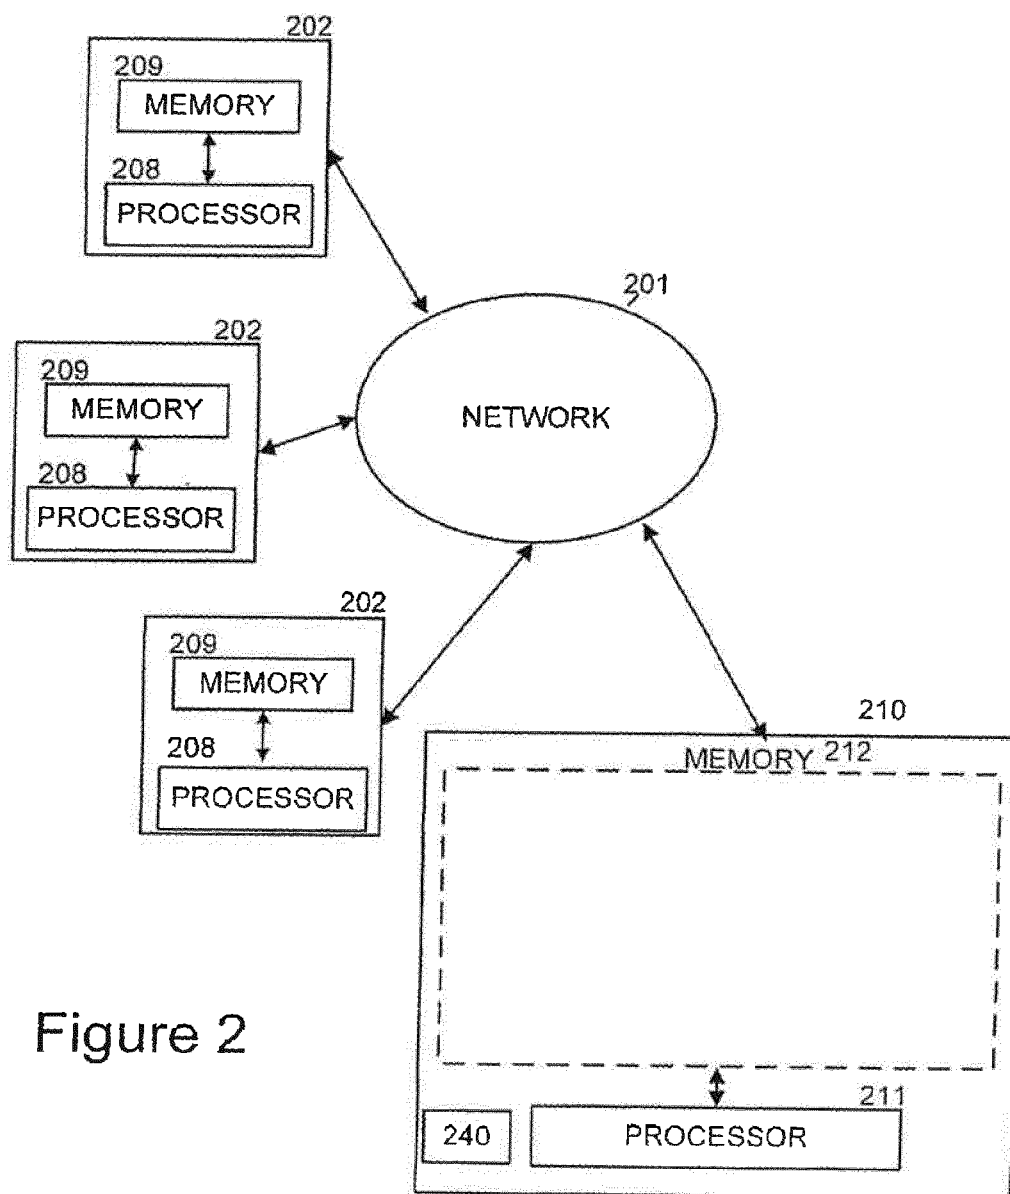 202
209
MEMORY
208
PROCESSOR
201
NETWORK
202
209
MEMORY
208
PROCESSOR
202
209
MEMORY
208
PROCESSOR
210
MEMORY 212
211
240
PROCESSOR
Figure 2